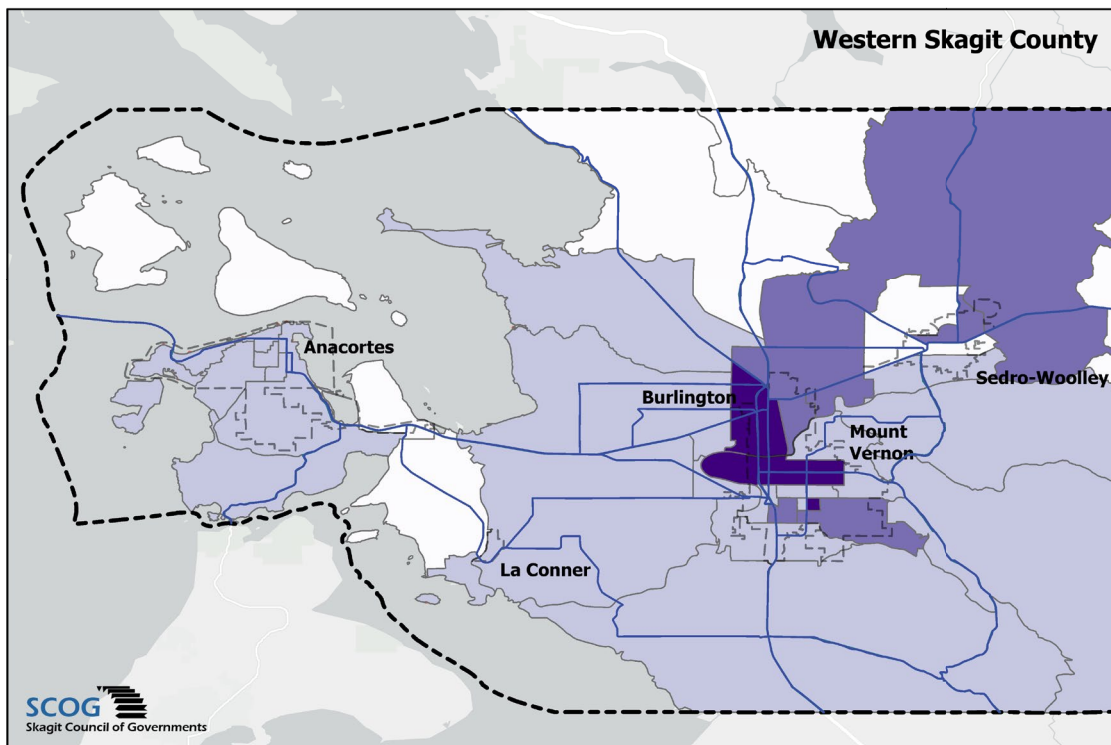 Western Skagit County
Anacortes
Burlington
Sedro-Woolley
Mount
Vernon
La Conner
SCOG
Skagit Council of Governments